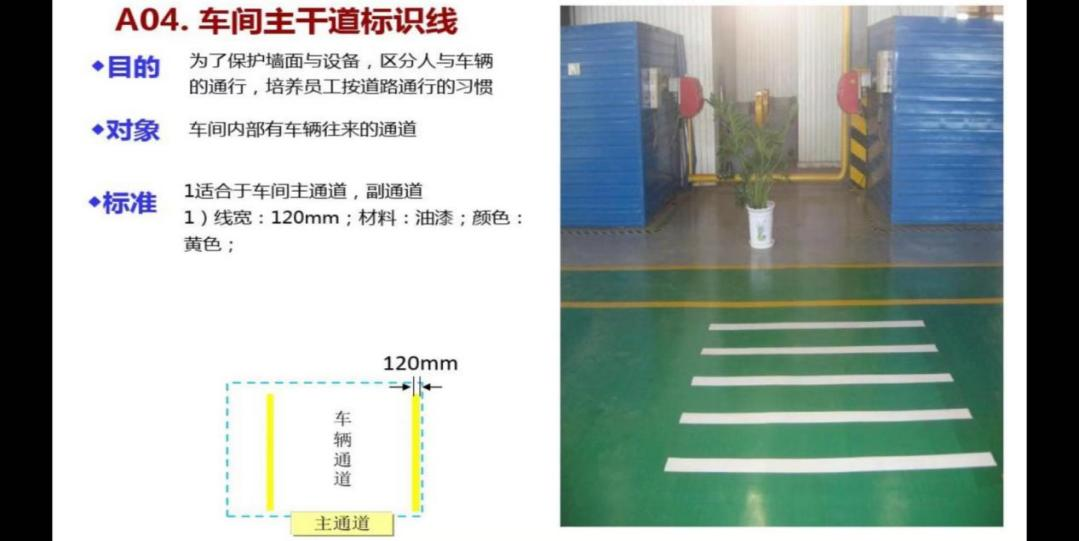 A04. 车间主干道标识线
◆目的
为了保护墙面与设备，区分人与车辆
的通行，培养员工按道路通行的习惯
◆对象
车间内部有车辆往来的通道
◆标准
1适合于车间主通道，副通道
1）线宽：120mm；材料：油漆；颜色：
黄色；
120mm
车
辆
通
道
主通道